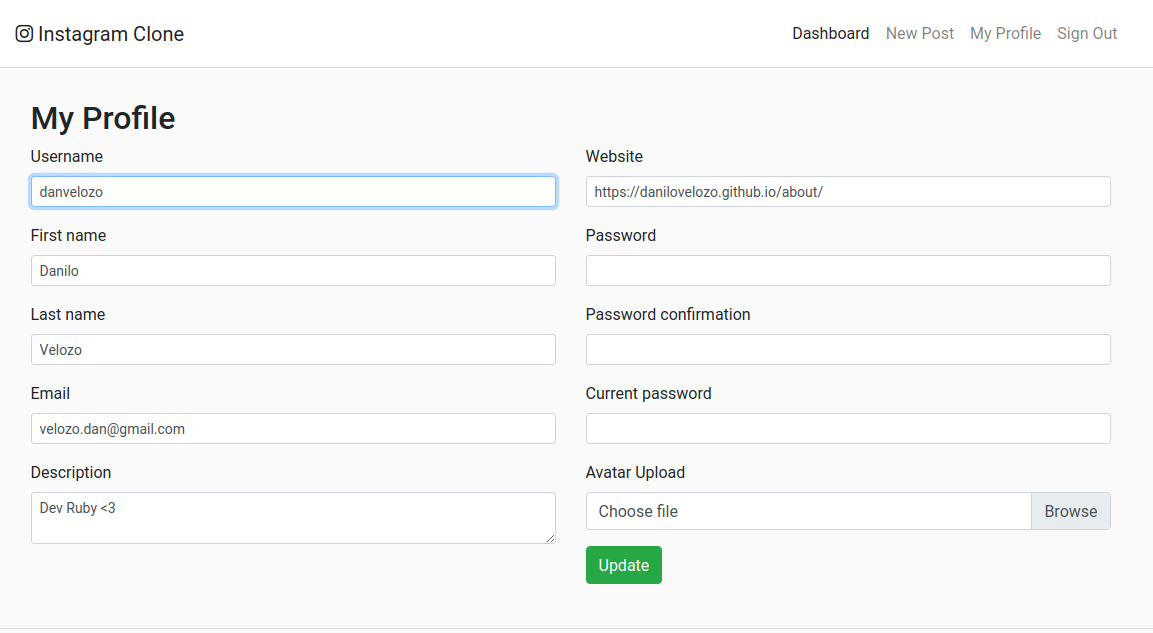 Instagram Clone
Dashboard New Post My Profile Sign Out
My Profile
Username
danvelozo
First name
Danilo
Last name
Velozo
Email
velozo.dan@gmail.com
Description
Dev Ruby <3
Website
https://danilovelozo.github.io/about/
Password
Password confirmation
Current password
Avatar Upload
Choose file Browse
Update